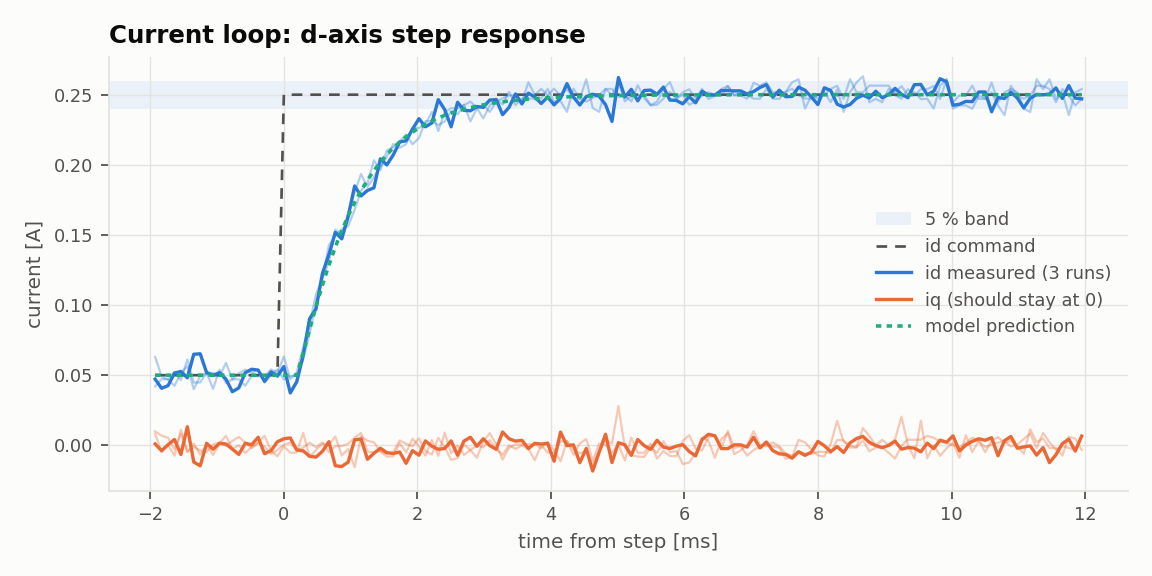 Current loop: d-axis step response
current [A]
0.25
0.20
0.15
0.10
0.05
0.00
5 % band
id command
id measured (3 runs)
iq (should stay at 0)
model prediction
−2 0 2 4 6 8 10 12
time from step [ms]